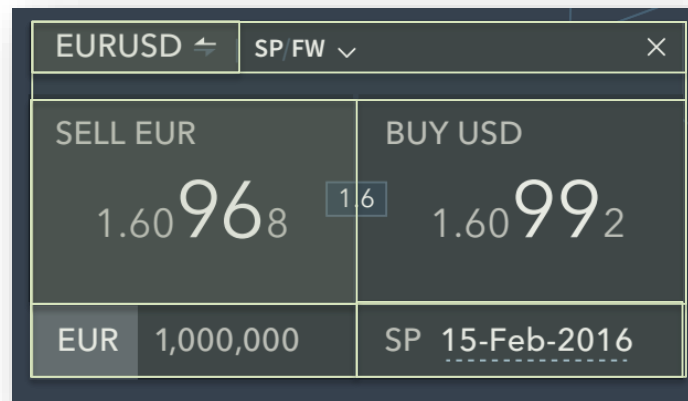 EURUSD SP/FW
SELL EUR BUY USD
1.60968 1.6 1.60992
EUR 1,000,000 SP 15-Feb-2016